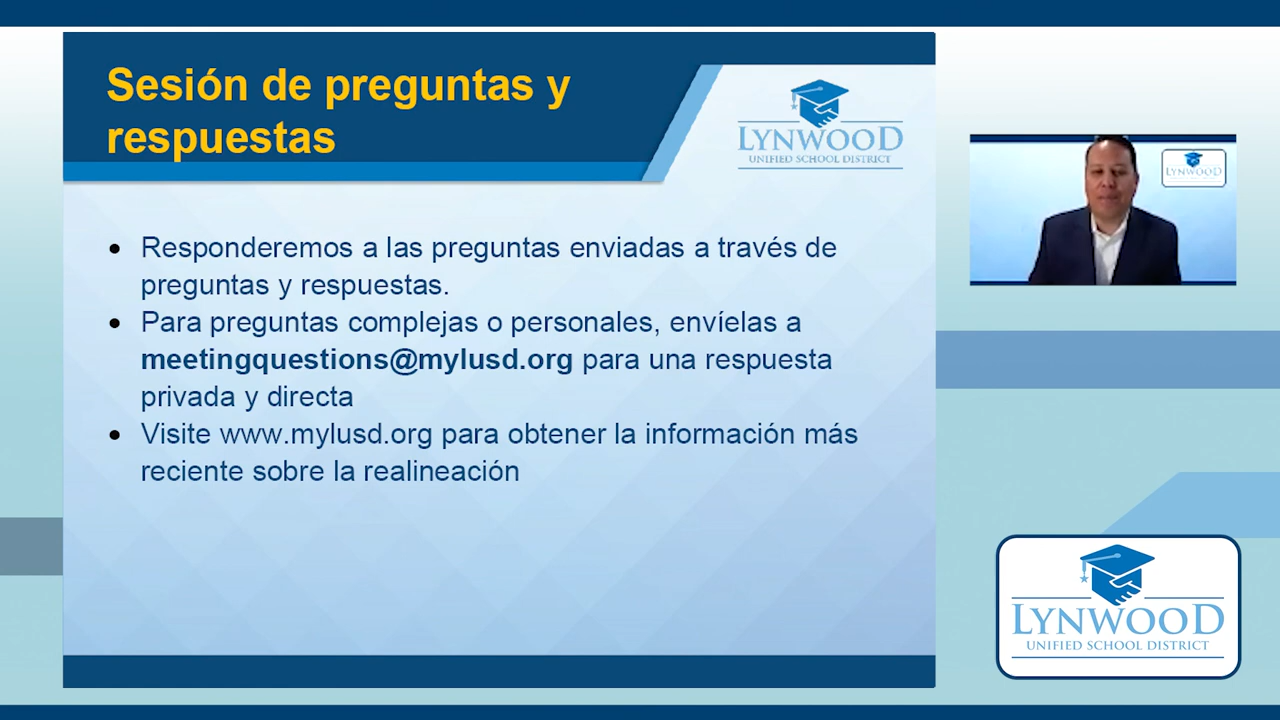 Sesión de preguntas y
respuestas
LYNWOOD
UNIFIED SCHOOL DISTRICT
LYNWOOD
• Responderemos a las preguntas enviadas a través de
preguntas y respuestas.
• Para preguntas complejas o personales, envíelas a
meetingquestions@mylusd.org para una respuesta
privada y directa
• Visite www.mylusd.org para obtener la información más
reciente sobre la realineación
LYNWOOD
UNIFIED SCHOOL DISTRICT